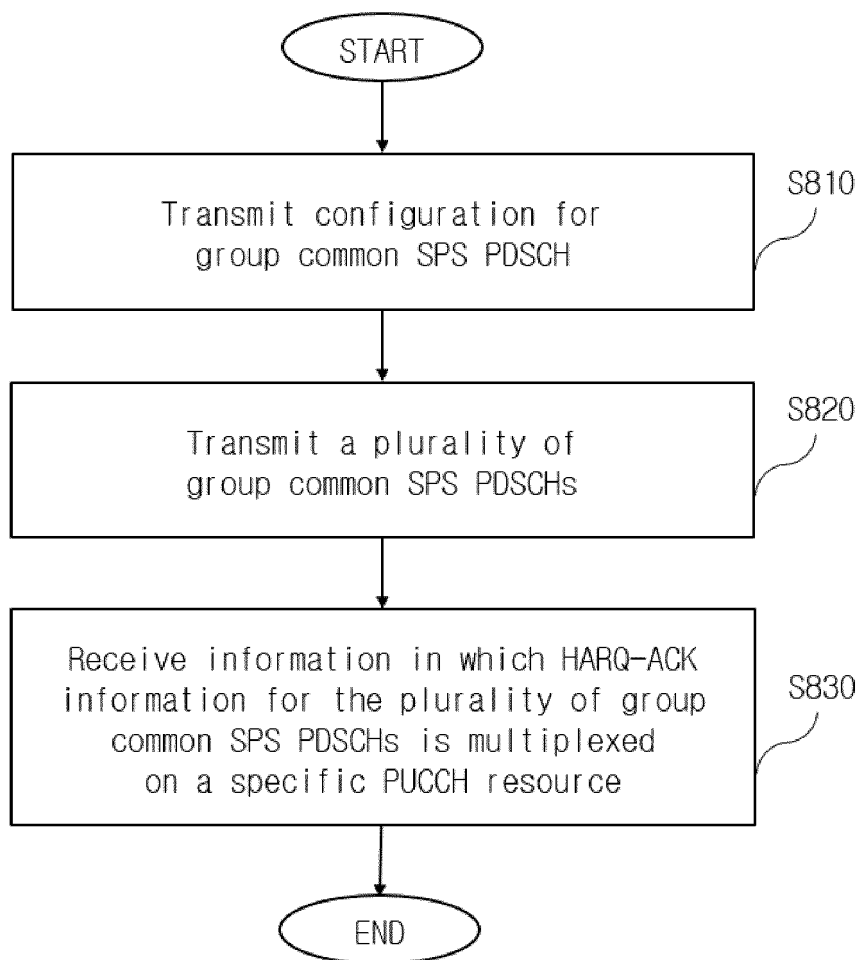 START
Transmit configuration for
group common SPS PDSCH
S810
Transmit a plurality of
group common SPS PDSCHs
S820
Receive information in which HARQ-ACK
information for the plurality of group
common SPS PDSCHs is multiplexed
on a specific PUCCH resource
S830
END